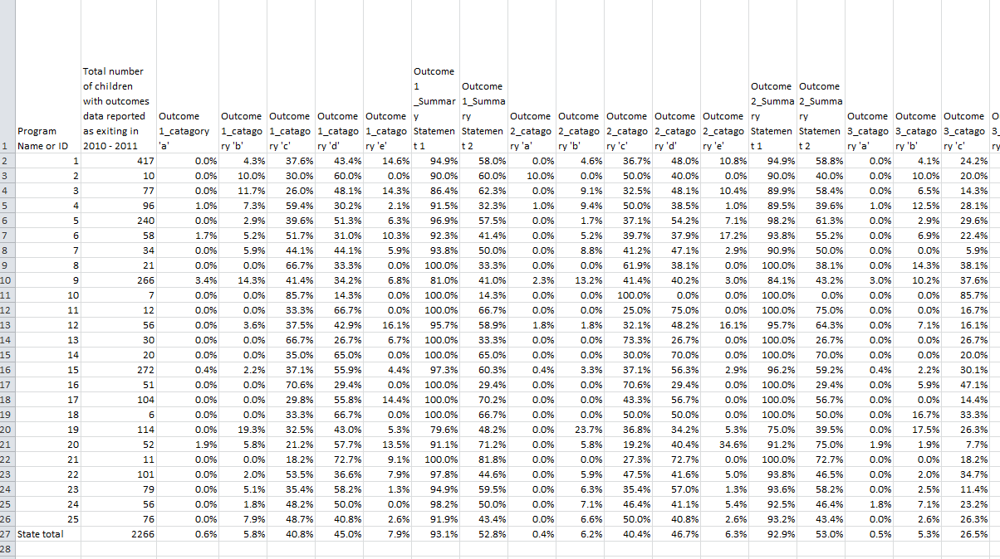 1 Program Name or ID Total number of children with outcomes data reported as exiting in 2010 - 2011 Outcome 1_catagory 'a' Outcome 1_catagory 'b' Outcome 1_catagory 'c' Outcome 1_catagory 'd' Outcome 1_catagory 'e' Outcome 1 _Summary Statement 1 Outcome 1_Summary Statement 2 Outcome 2_catagory 'a' Outcome 2_catagory 'b' Outcome 2_catagory 'c' Outcome 2_catagory 'd' Outcome 2_catagory 'e' Outcome 2_Summary Statement 1 Outcome 2_Summary Statement 2 Outcome 3_catagory 'a' Outcome 3_catagory 'b' Outcome 3_catagory 'c'
2 1 417 0.0% 4.3% 37.6% 43.4% 14.6% 94.9% 58.0% 0.0% 4.6% 36.7% 48.0% 10.8% 94.9% 58.8% 0.0% 4.1% 24.2%
3 2 10 0.0% 10.0% 30.0% 60.0% 0.0% 90.0% 60.0% 10.0% 0.0% 50.0% 40.0% 0.0% 90.0% 40.0% 0.0% 10.0% 20.0%
4 3 77 0.0% 11.7% 26.0% 48.1% 14.3% 86.4% 62.3% 0.0% 9.1% 32.5% 48.1% 10.4% 89.9% 58.4% 0.0% 6.5% 14.3%
5 4 96 1.0% 7.3% 59.4% 30.2% 2.1% 91.5% 32.3% 1.0% 9.4% 50.0% 38.5% 1.0% 89.5% 39.6% 1.0% 12.5% 28.1%
6 5 240 0.0% 2.9% 39.6% 51.3% 6.3% 96.9% 57.5% 0.0% 1.7% 37.1% 54.2% 7.1% 98.2% 61.3% 0.0% 2.9% 29.6%
7 6 58 1.7% 5.2% 51.7% 31.0% 10.3% 92.3% 41.4% 0.0% 5.2% 39.7% 37.9% 17.2% 93.8% 55.2% 0.0% 6.9% 22.4%
8 7 34 0.0% 5.9% 44.1% 44.1% 5.9% 93.8% 50.0% 0.0% 8.8% 41.2% 47.1% 2.9% 90.9% 50.0% 0.0% 0.0% 5.9%
9 8 21 0.0% 0.0% 66.7% 33.3% 0.0% 100.0% 33.3% 0.0% 0.0% 61.9% 38.1% 0.0% 100.0% 38.1% 0.0% 14.3% 38.1%
10 9 266 3.4% 14.3% 41.4% 34.2% 6.8% 81.0% 41.0% 2.3% 13.2% 41.4% 40.2% 3.0% 84.1% 43.2% 3.0% 10.2% 37.6%
11 10 7 0.0% 0.0% 85.7% 14.3% 0.0% 100.0% 14.3% 0.0% 0.0% 100.0% 0.0% 0.0% 100.0% 0.0% 0.0% 0.0% 85.7%
12 11 12 0.0% 0.0% 33.3% 66.7% 0.0% 100.0% 66.7% 0.0% 0.0% 25.0% 75.0% 0.0% 100.0% 75.0% 0.0% 0.0% 16.7%
13 12 56 0.0% 3.6% 37.5% 42.9% 16.1% 95.7% 58.9% 1.8% 1.8% 32.1% 48.2% 16.1% 95.7% 64.3% 0.0% 7.1% 16.1%
14 13 30 0.0% 0.0% 66.7% 26.7% 6.7% 100.0% 33.3% 0.0% 0.0% 73.3% 26.7% 0.0% 100.0% 26.7% 0.0% 0.0% 26.7%
15 14 20 0.0% 0.0% 35.0% 65.0% 0.0% 100.0% 65.0% 0.0% 0.0% 30.0% 70.0% 0.0% 100.0% 70.0% 0.0% 0.0% 20.0%
16 15 272 0.4% 2.2% 37.1% 55.9% 4.4% 97.3% 60.3% 0.4% 3.3% 37.1% 56.3% 2.9% 96.2% 59.2% 0.4% 2.2% 30.1%
17 16 51 0.0% 0.0% 70.6% 29.4% 0.0% 100.0% 29.4% 0.0% 0.0% 70.6% 29.4% 0.0% 100.0% 29.4% 0.0% 5.9% 47.1%
18 17 104 0.0% 0.0% 29.8% 55.8% 14.4% 100.0% 70.2% 0.0% 0.0% 43.3% 56.7% 0.0% 100.0% 56.7% 0.0% 0.0% 14.4%
19 18 6 0.0% 0.0% 33.3% 66.7% 0.0% 100.0% 66.7% 0.0% 0.0% 50.0% 50.0% 0.0% 100.0% 50.0% 0.0% 16.7% 33.3%
20 19 114 0.0% 19.3% 32.5% 43.0% 5.3% 79.6% 48.2% 0.0% 23.7% 36.8% 34.2% 5.3% 75.0% 39.5% 0.0% 17.5% 26.3%
21 20 52 1.9% 5.8% 21.2% 57.7% 13.5% 91.1% 71.2% 0.0% 5.8% 19.2% 40.4% 34.6% 91.2% 75.0% 1.9% 1.9% 7.7%
22 21 11 0.0% 0.0% 18.2% 72.7% 9.1% 100.0% 81.8% 0.0% 0.0% 27.3% 72.7% 0.0% 100.0% 72.7% 0.0% 0.0% 18.2%
23 22 101 0.0% 2.0% 53.5% 36.6% 7.9% 97.8% 44.6% 0.0% 5.9% 47.5% 41.6% 5.0% 93.8% 46.5% 0.0% 2.0% 34.7%
24 23 79 0.0% 5.1% 35.4% 58.2% 1.3% 94.9% 59.5% 0.0% 6.3% 35.4% 57.0% 1.3% 93.6% 58.2% 0.0% 2.5% 11.4%
25 24 56 0.0% 1.8% 48.2% 50.0% 0.0% 98.2% 50.0% 0.0% 7.1% 46.4% 41.1% 5.4% 92.5% 46.4% 1.8% 7.1% 23.2%
26 25 76 0.0% 7.9% 48.7% 40.8% 2.6% 91.9% 43.4% 0.0% 6.6% 50.0% 40.8% 2.6% 93.2% 43.4% 0.0% 2.6% 26.3%
27 State total 2266 0.6% 5.8% 40.8% 45.0% 7.9% 93.1% 52.8% 0.4% 6.2% 40.4% 46.7% 6.3% 92.9% 53.0% 0.5% 5.3% 26.5%
28